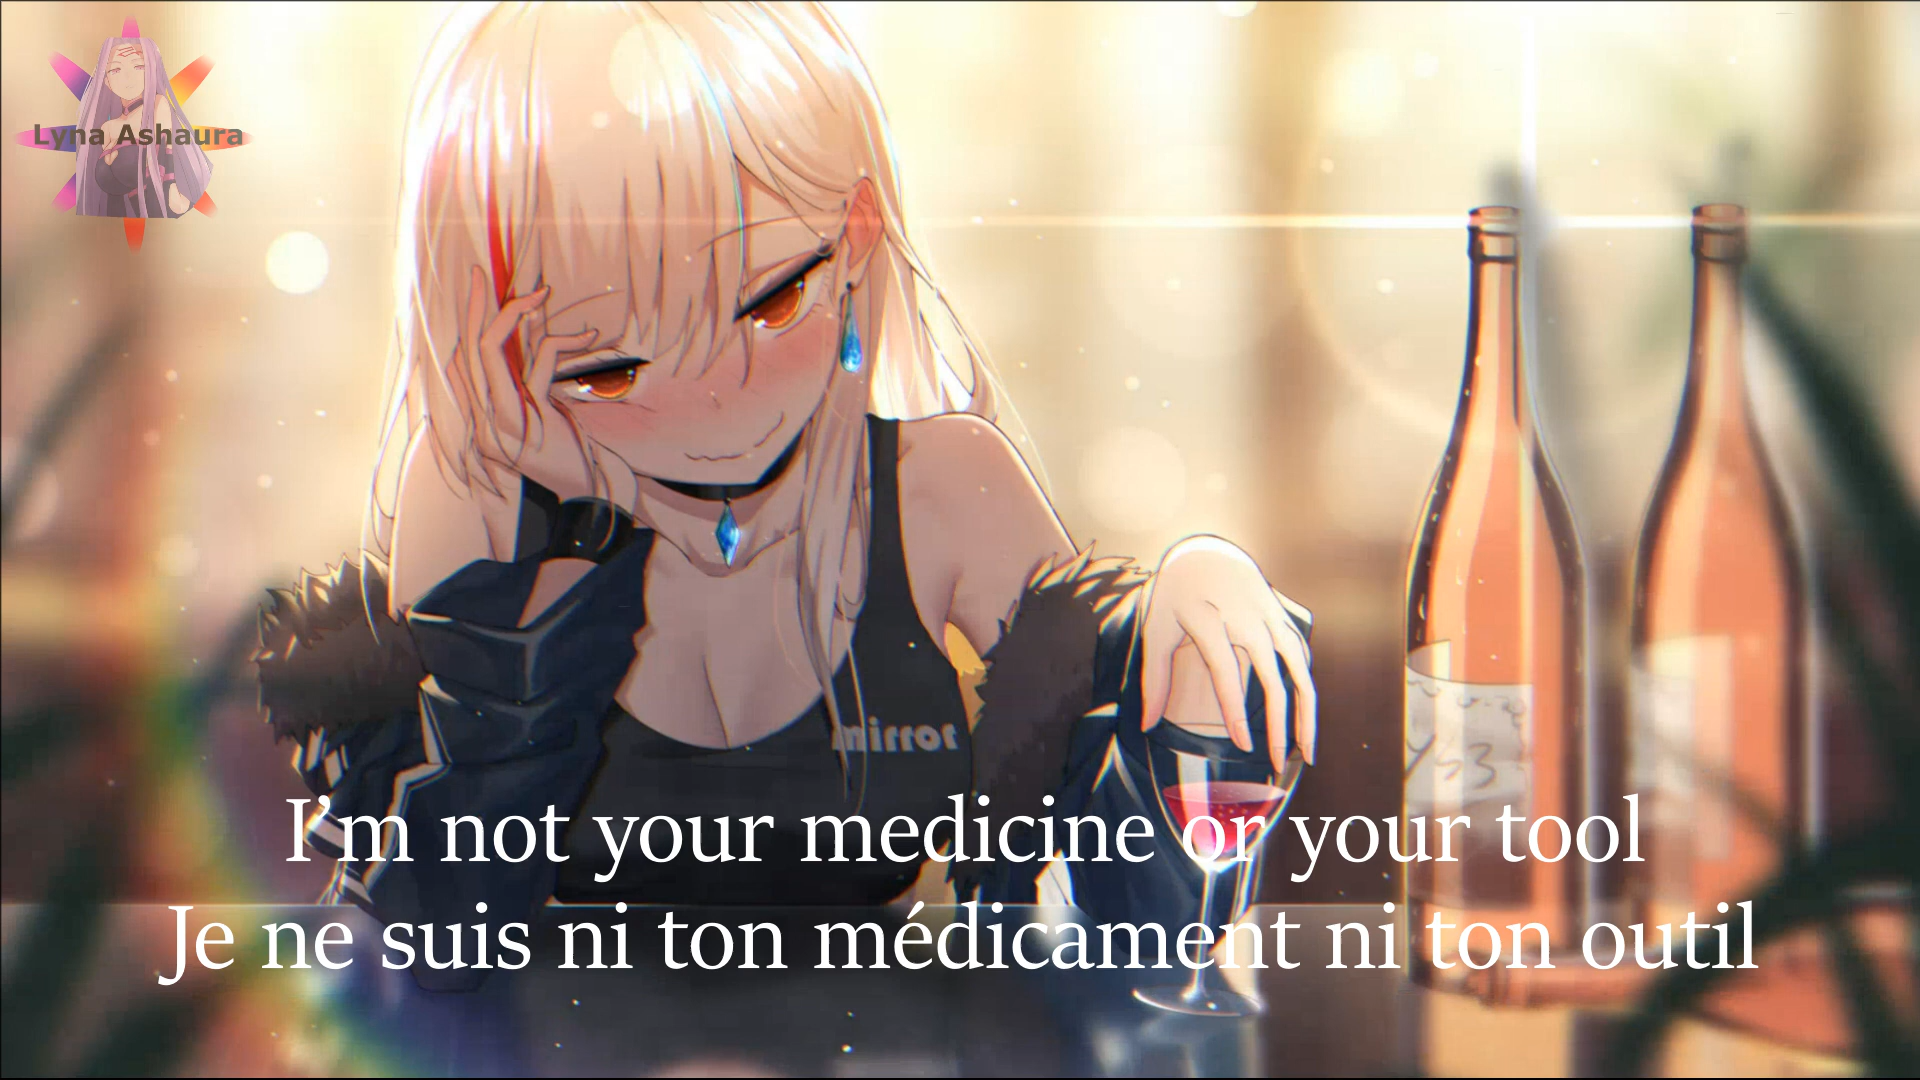 Lyna Ashaura
mirror
I'm not your medicine or your tool
Je ne suis ni ton médicament ni ton outil